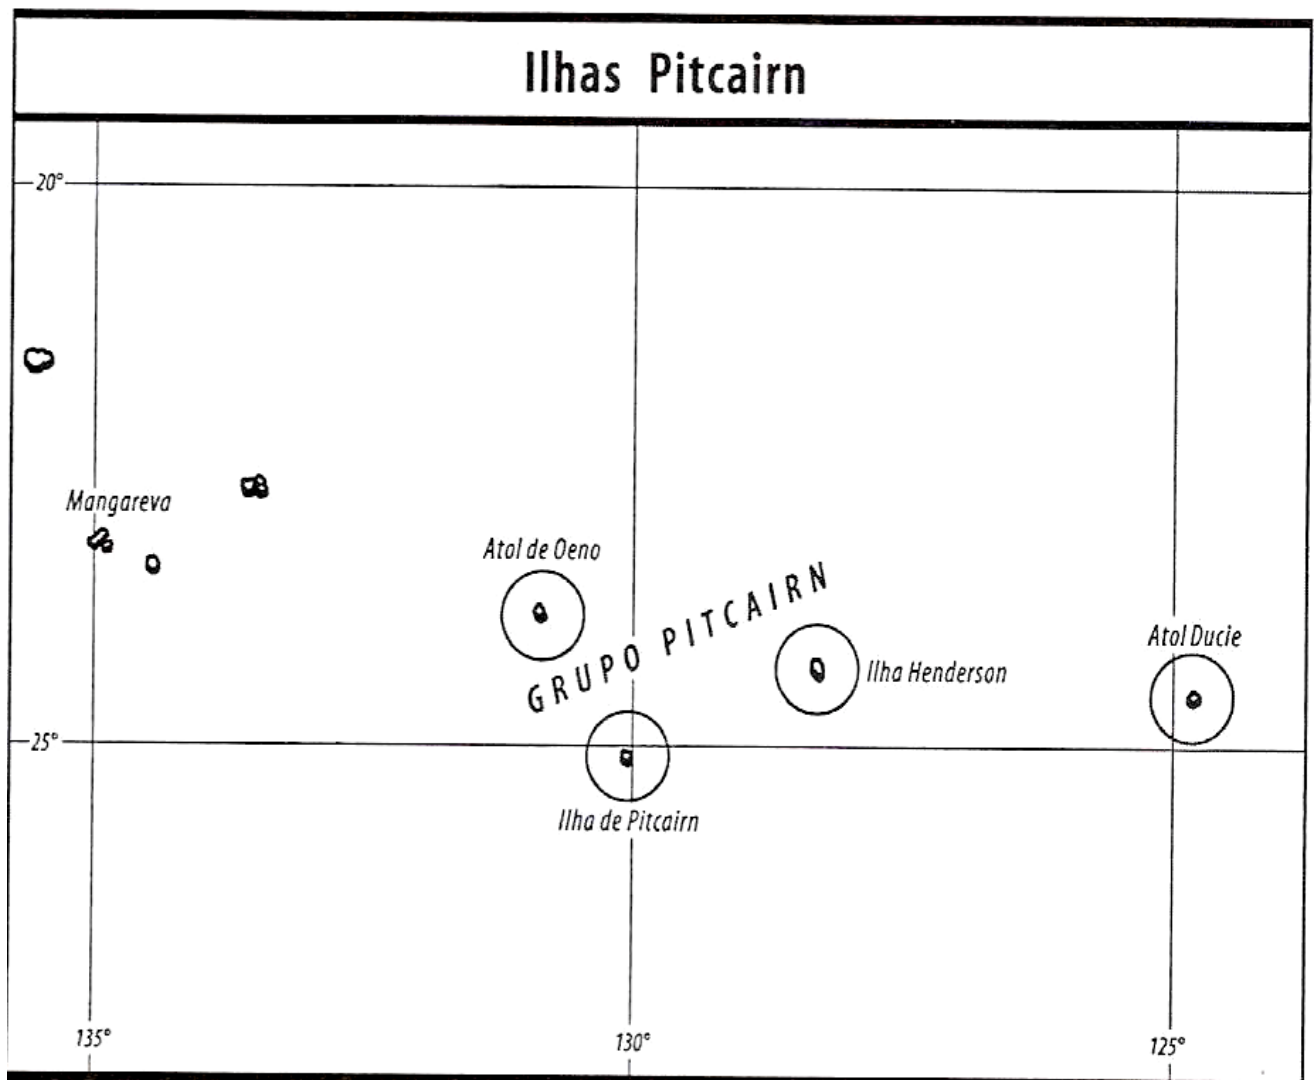 Ilhas Pitcairn
20°
Mangareva
Atol de Oeno
GRUPO PITCAIRN
Atol Ducie
Ilha Henderson
25°
Ilha de Pitcairn
135°
130°
125°